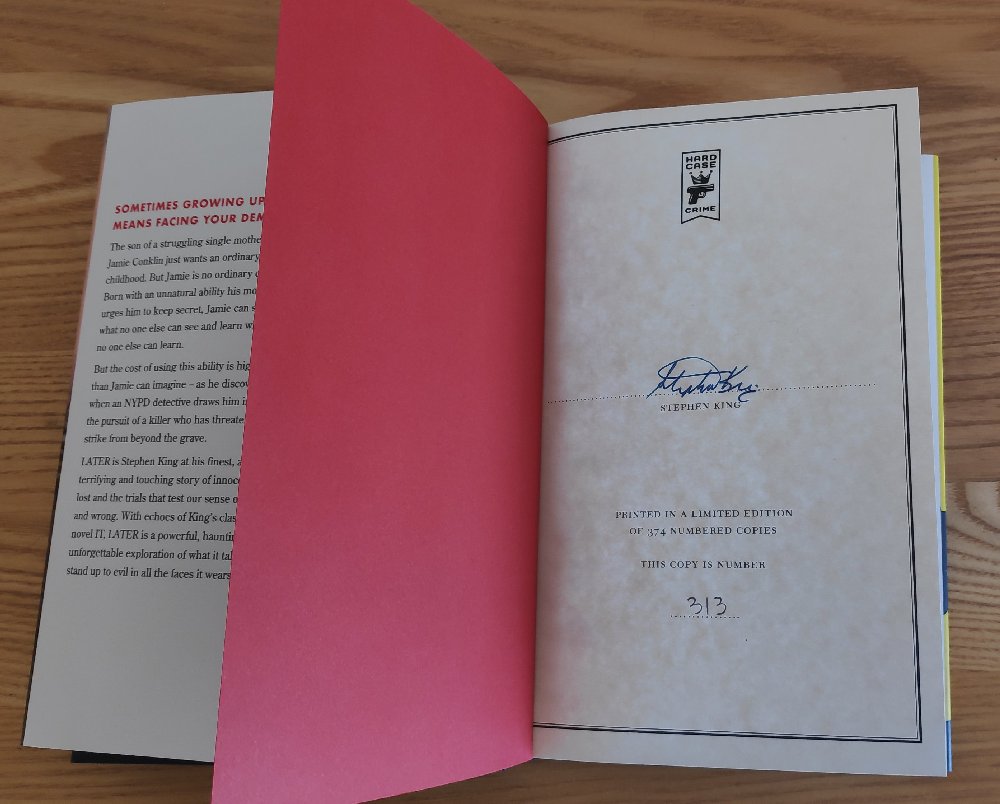 SOMETIMES GROWING UP
MEANS FACING YOUR DEM
The son of a struggling single mothe
Jamie Conklin just wants an ordinary
childhood. But Jamie is no ordinary
Born with an unnatural ability his mo
urges him to keep secret, Jamie can s
what no one else can see and learn w
no one else can learn.
But the cost of using this ability is hig
than Jamie can imagine – as he discov
when an NYPD detective draws him i
the pursuit of a killer who has threate
strike from beyond the grave.
LATER is Stephen King at his finest, a
terrifying and touching story of innoc
lost and the trials that test our sense o
and wrong. With echoes of King's clas
novel IT, LATER is a powerful, haunti
unforgettable exploration of what it ta
stand up to evil in all the faces it wears
HARD
CASE
CRIME
Stephen King
STEPHEN KING
PRINTED IN A LIMITED EDITION
OF 374 NUMBERED COPIES
THIS COPY IS NUMBER
313